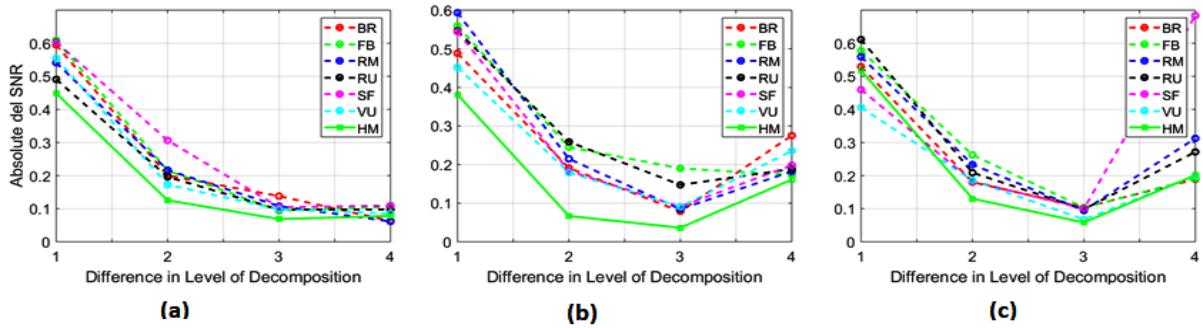 Absolute del SNR
0.6
0.5
0.4
0.3
0.2
0.1
0
1
2
3
4
Difference in Level of Decomposition
BR
FB
RM
RU
SF
VU
HM
(a)
0.6
0.5
0.4
0.3
0.2
0.1
0
1
2
3
4
Difference in Level of Decomposition
BR
FB
RM
RU
SF
VU
HM
(b)
0.6
0.5
0.4
0.3
0.2
0.1
0
1
2
3
4
Difference in Level of Decomposition
BR
FB
RM
RU
SF
VU
HM
(c)